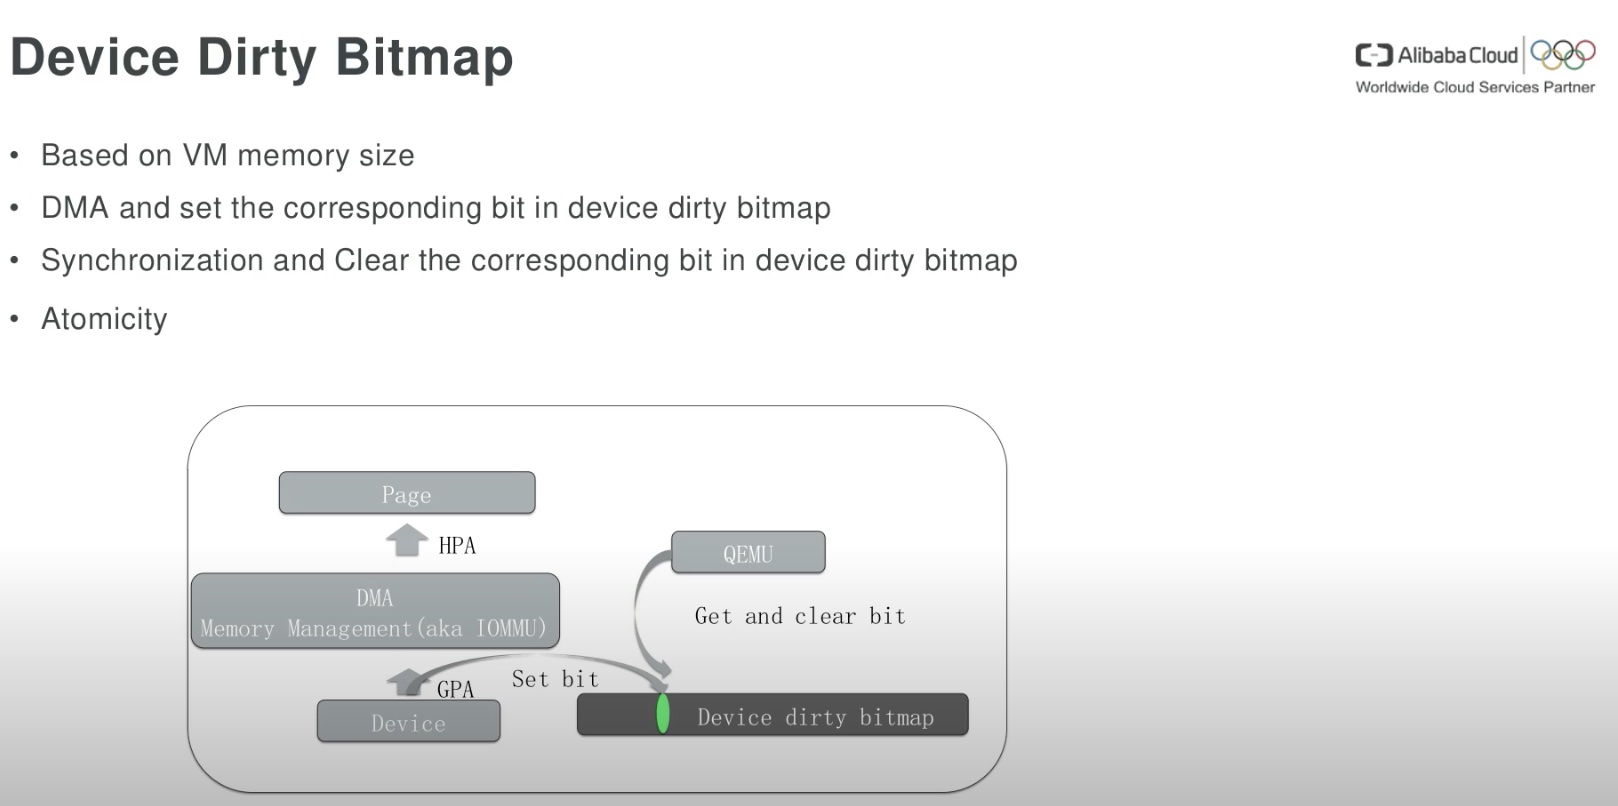 Device Dirty Bitmap
Alibaba Cloud
Worldwide Cloud Services Partner
• Based on VM memory size
• DMA and set the corresponding bit in device dirty bitmap
• Synchronization and Clear the corresponding bit in device dirty bitmap
• Atomicity
Page
HPA
DMA
Memory Management(aka IOMMU)
GPA
Device
QEMU
Get and clear bit
Set bit
Device dirty bitmap